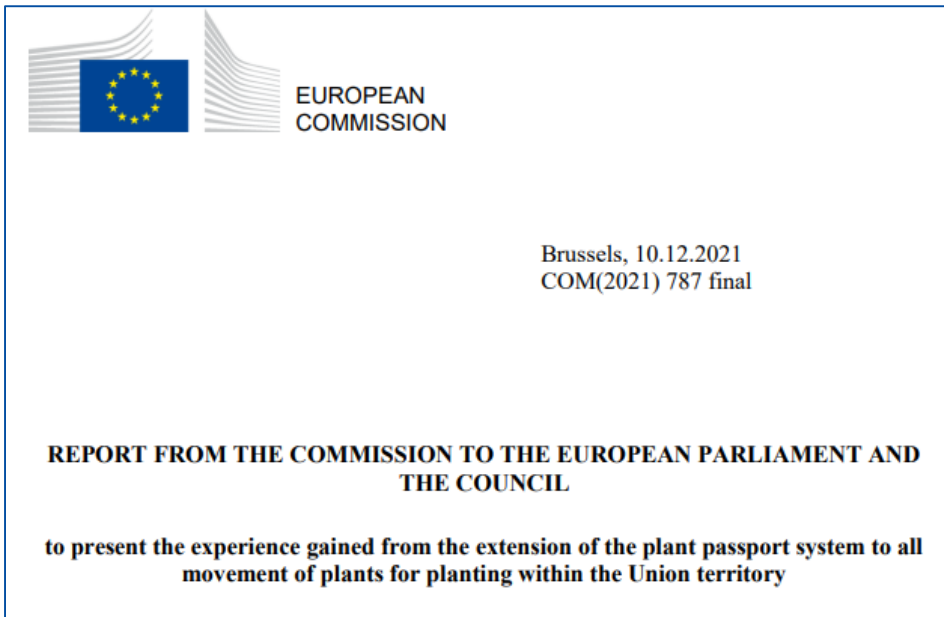 EUROPEAN
COMMISSION
Brussels, 10.12.2021
COM(2021) 787 final
REPORT FROM THE COMMISSION TO THE EUROPEAN PARLIAMENT AND
THE COUNCIL
to present the experience gained from the extension of the plant passport system to all
movement of plants for planting within the Union territory